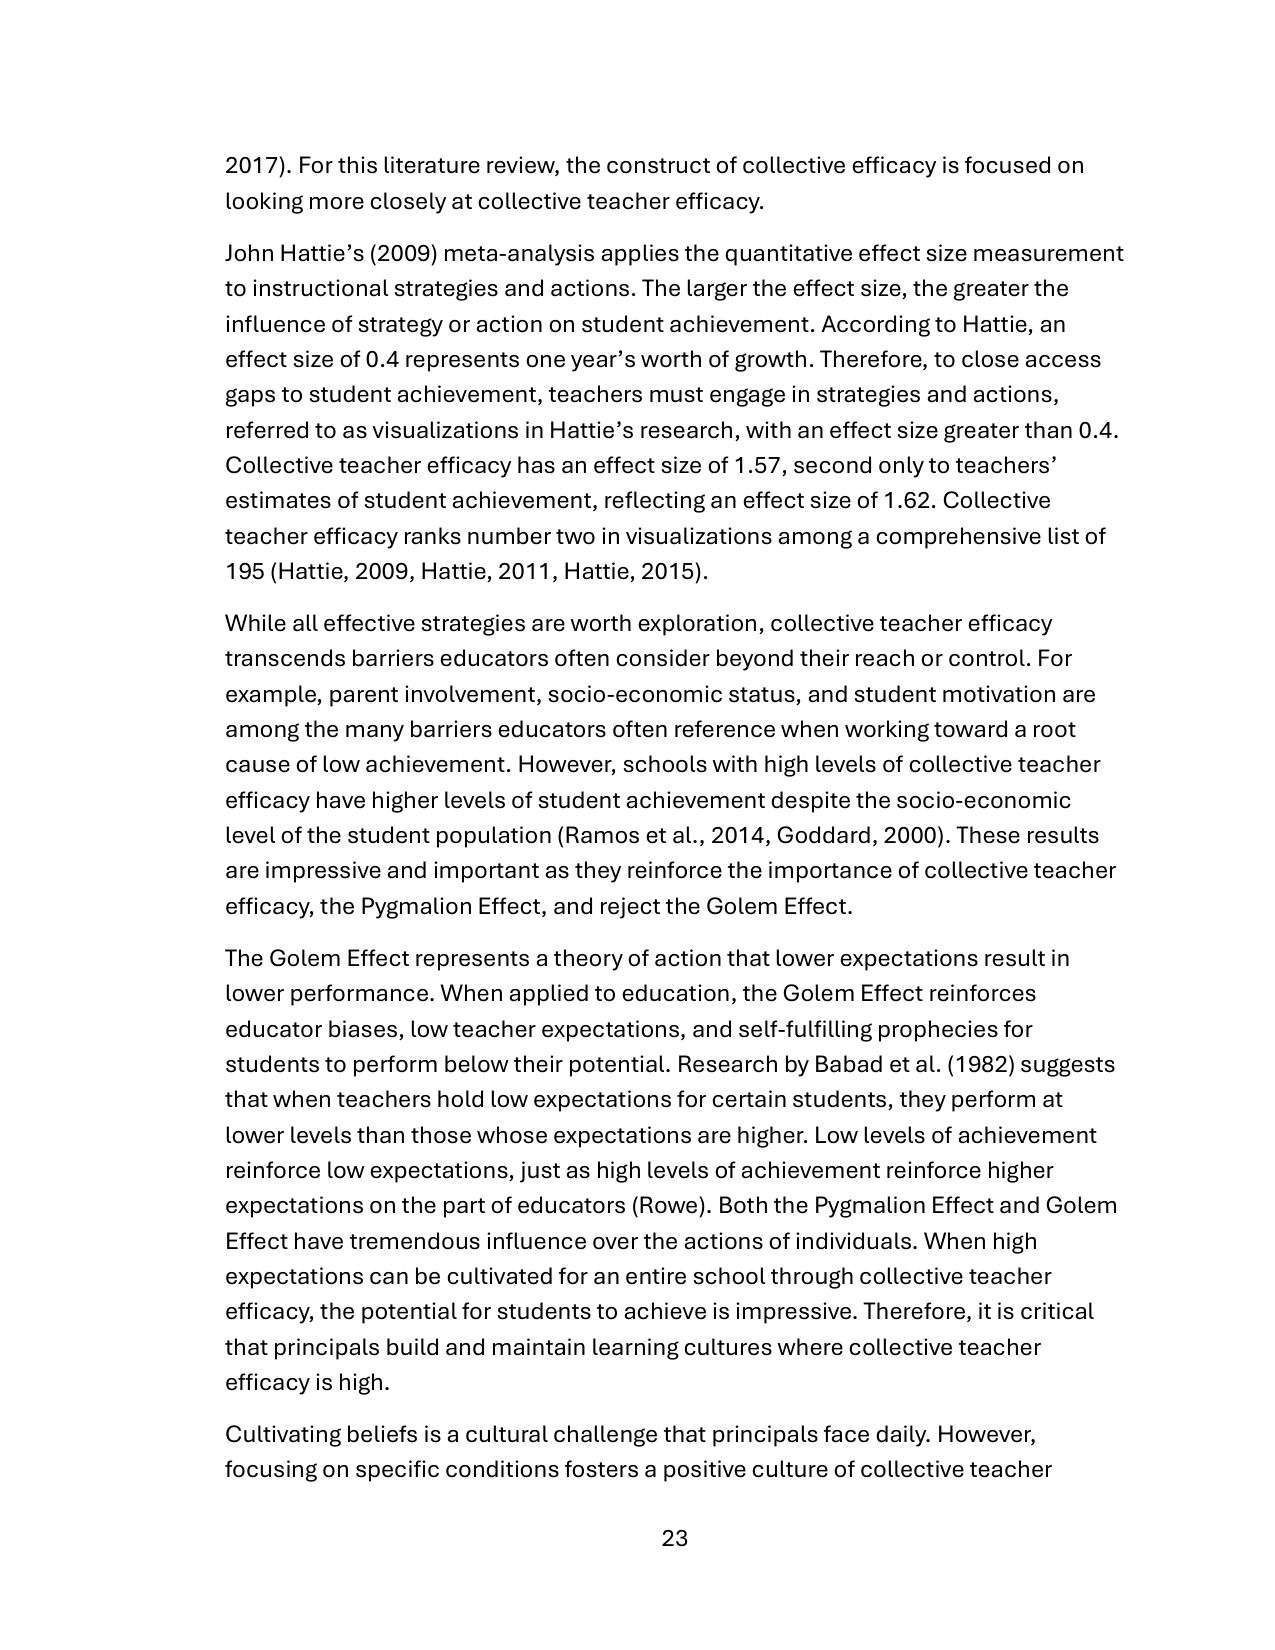 2017). For this literature review, the construct of collective efficacy is focused on
looking more closely at collective teacher efficacy.
John Hattie’s (2009) meta-analysis applies the quantitative effect size measurement
to instructional strategies and actions. The larger the effect size, the greater the
influence of strategy or action on student achievement. According to Hattie, an
effect size of 0.4 represents one year’s worth of growth. Therefore, to close access
gaps to student achievement, teachers must engage in strategies and actions,
referred to as visualizations in Hattie’s research, with an effect size greater than 0.4.
Collective teacher efficacy has an effect size of 1.57, second only to teachers’
estimates of student achievement, reflecting an effect size of 1.62. Collective
teacher efficacy ranks number two in visualizations among a comprehensive list of
195 (Hattie, 2009, Hattie, 2011, Hattie, 2015).
While all effective strategies are worth exploration, collective teacher efficacy
transcends barriers educators often consider beyond their reach or control. For
example, parent involvement, socio-economic status, and student motivation are
among the many barriers educators often reference when working toward a root
cause of low achievement. However, schools with high levels of collective teacher
efficacy have higher levels of student achievement despite the socio-economic
level of the student population (Ramos et al., 2014, Goddard, 2000). These results
are impressive and important as they reinforce the importance of collective teacher
efficacy, the Pygmalion Effect, and reject the Golem Effect.
The Golem Effect represents a theory of action that lower expectations result in
lower performance. When applied to education, the Golem Effect reinforces
educator biases, low teacher expectations, and self-fulfilling prophecies for
students to perform below their potential. Research by Babad et al. (1982) suggests
that when teachers hold low expectations for certain students, they perform at
lower levels than those whose expectations are higher. Low levels of achievement
reinforce low expectations, just as high levels of achievement reinforce higher
expectations on the part of educators (Rowe). Both the Pygmalion Effect and Golem
Effect have tremendous influence over the actions of individuals. When high
expectations can be cultivated for an entire school through collective teacher
efficacy, the potential for students to achieve is impressive. Therefore, it is critical
that principals build and maintain learning cultures where collective teacher
efficacy is high.
Cultivating beliefs is a cultural challenge that principals face daily. However,
focusing on specific conditions fosters a positive culture of collective teacher
23